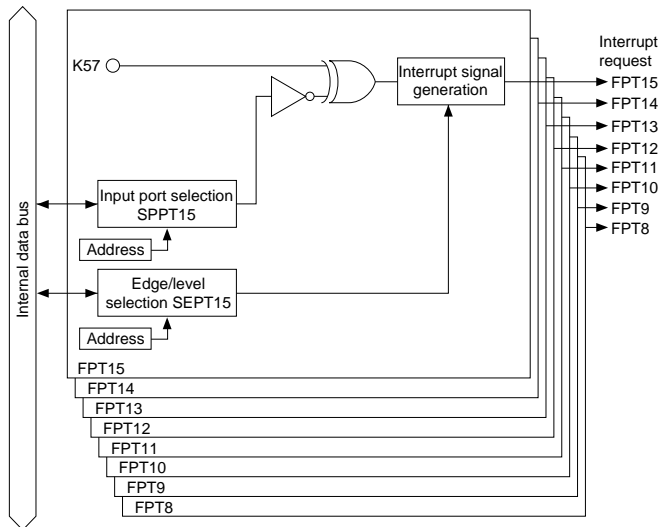 Internal data bus
K57
Interrupt signal
generation
Interrupt
request
FPT15
FPT14
FPT13
FPT12
FPT11
FPT10
FPT9
FPT8
Input port selection
SPPT15
Address
Edge/level
selection SEPT15
Address
FPT15
FPT14
FPT13
FPT12
FPT11
FPT10
FPT9
FPT8